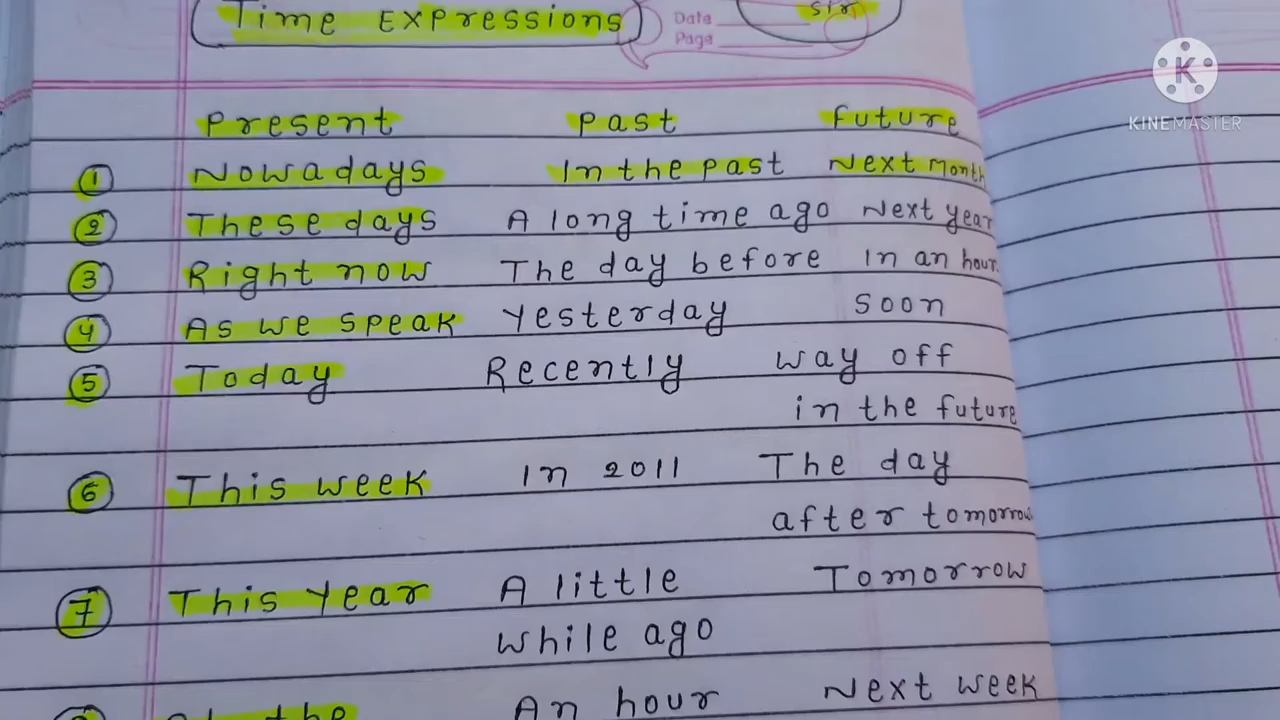 Time Expressions
Date
Page
sir
KINEMASTER
Present Past Future
1 Nowadays In the past Next Month
2 These days A long time ago Next year
3 Right now The day before In an hour
4 As we speak Yesterday Soon
5 Today Recently way off
in the future
6 This week In 2011 The day
after tomorrow
7 This year A little Tomorrow
while ago
the An hour Next week